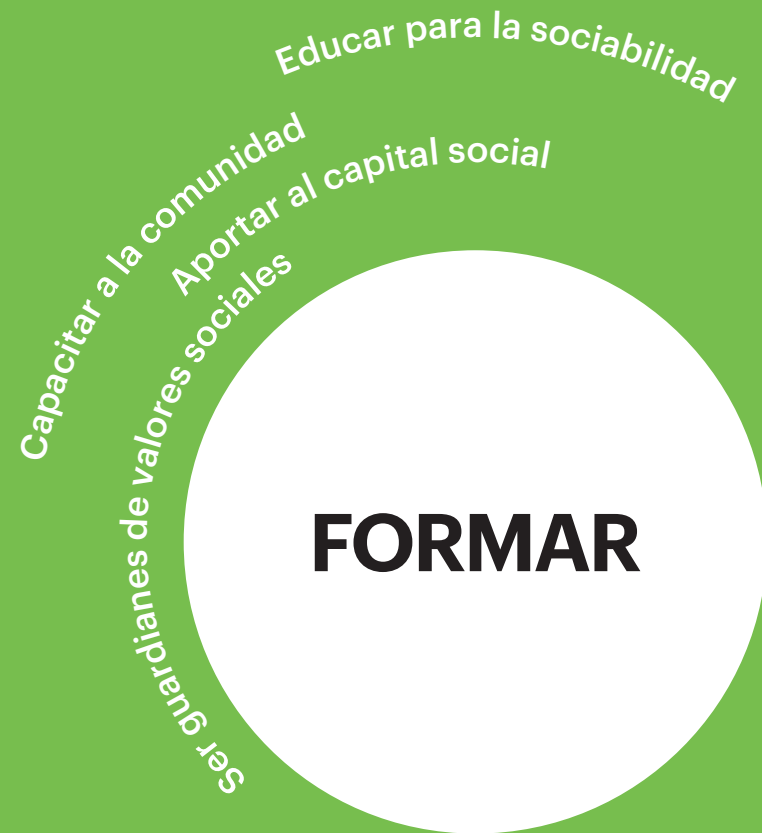 Educar para la sociabilidad
Capacitar a la comunidad
Aportar al capital social
Ser guardianes de valores sociales
FORMAR